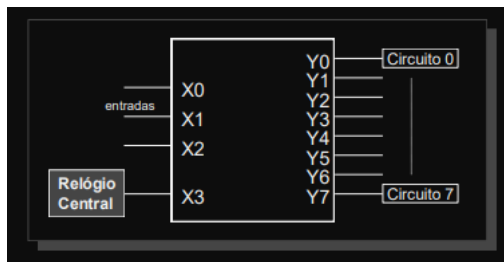 entradas
X0
X1
X2
X3
Relógio
Central
Y0
Y1
Y2
Y3
Y4
Y5
Y6
Y7
Circuito 0
Circuito 7